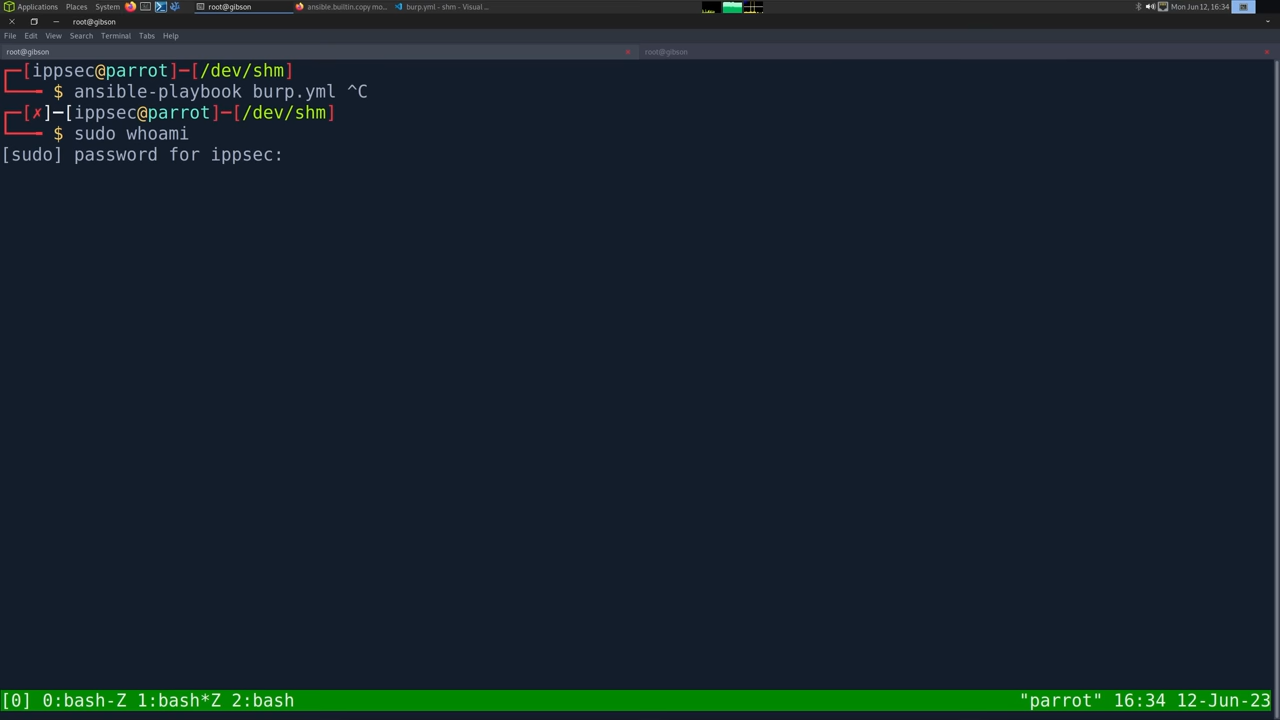 Applications Places System root@gibson ansible.builtin.copy mo... burp.yml - shm - Visual ... Mon Jun 12, 16:34
root@gibson
File Edit View Search Terminal Tabs Help
root@gibson root@gibson
┌─[ippsec@parrot]─[/dev/shm]
└──╼ $ ansible-playbook burp.yml ^C
┌─[✗]─[ippsec@parrot]─[/dev/shm]
└──╼ $ sudo whoami
[sudo] password for ippsec:
[0] 0:bash-Z 1:bash*Z 2:bash "parrot" 16:34 12-Jun-23